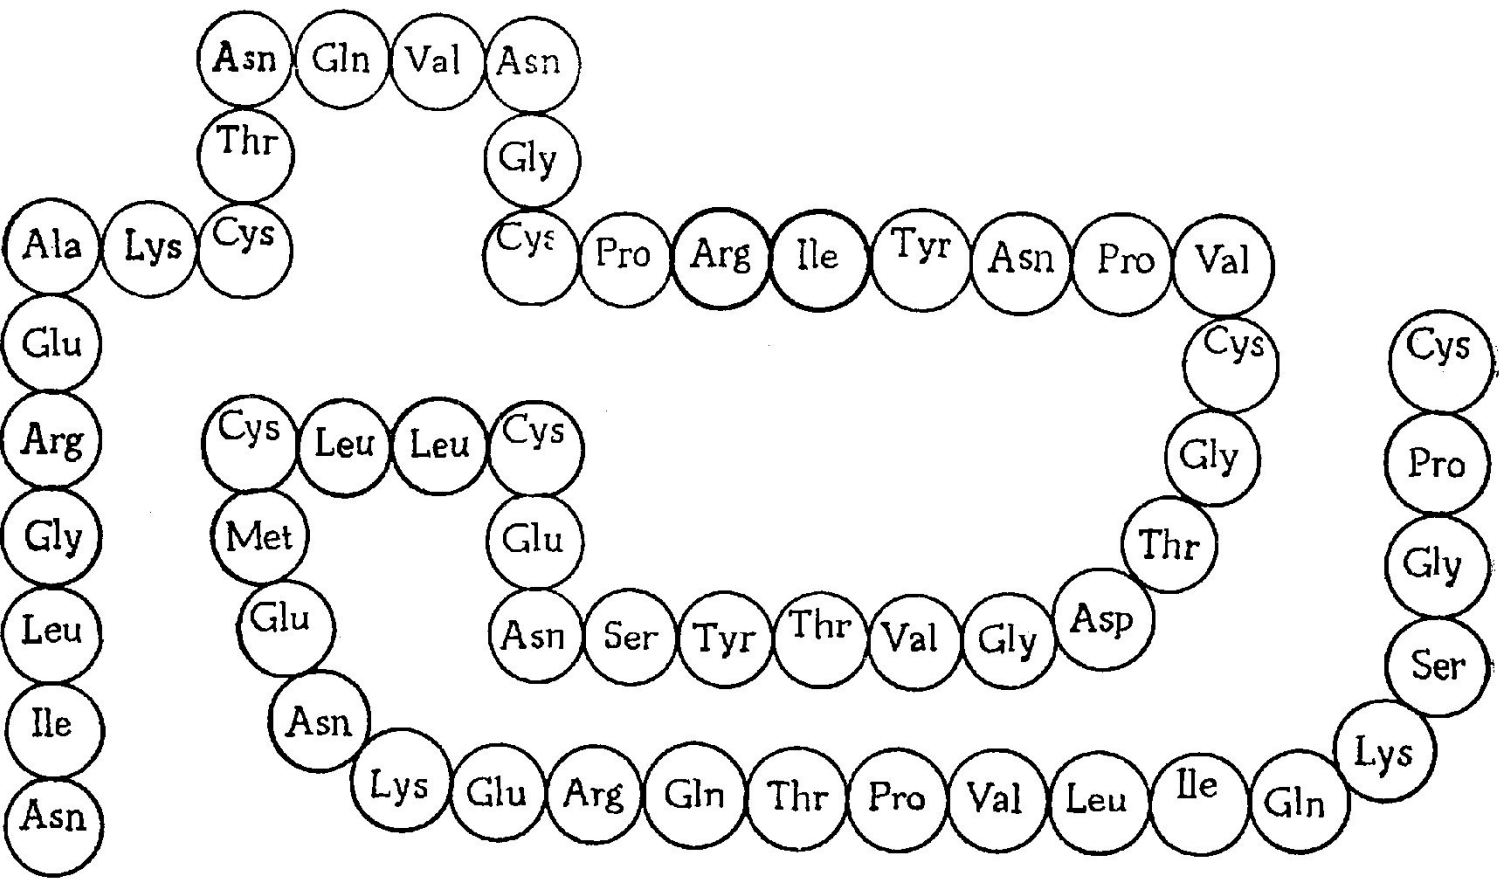 Asn Gln Val Asn
Thr Gly
Ala Lys Cys Cys Pro Arg Ile Tyr Asn Pro Val
Glu Cys Cys
Arg Cys Leu Leu Cys Gly Pro
Gly Met Glu Thr Gly
Leu Glu Asn Ser Tyr Thr Val Gly Asp Ser
Ile Asn Lys
Asn Lys Glu Arg Gln Thr Pro Val Leu Ile Gln